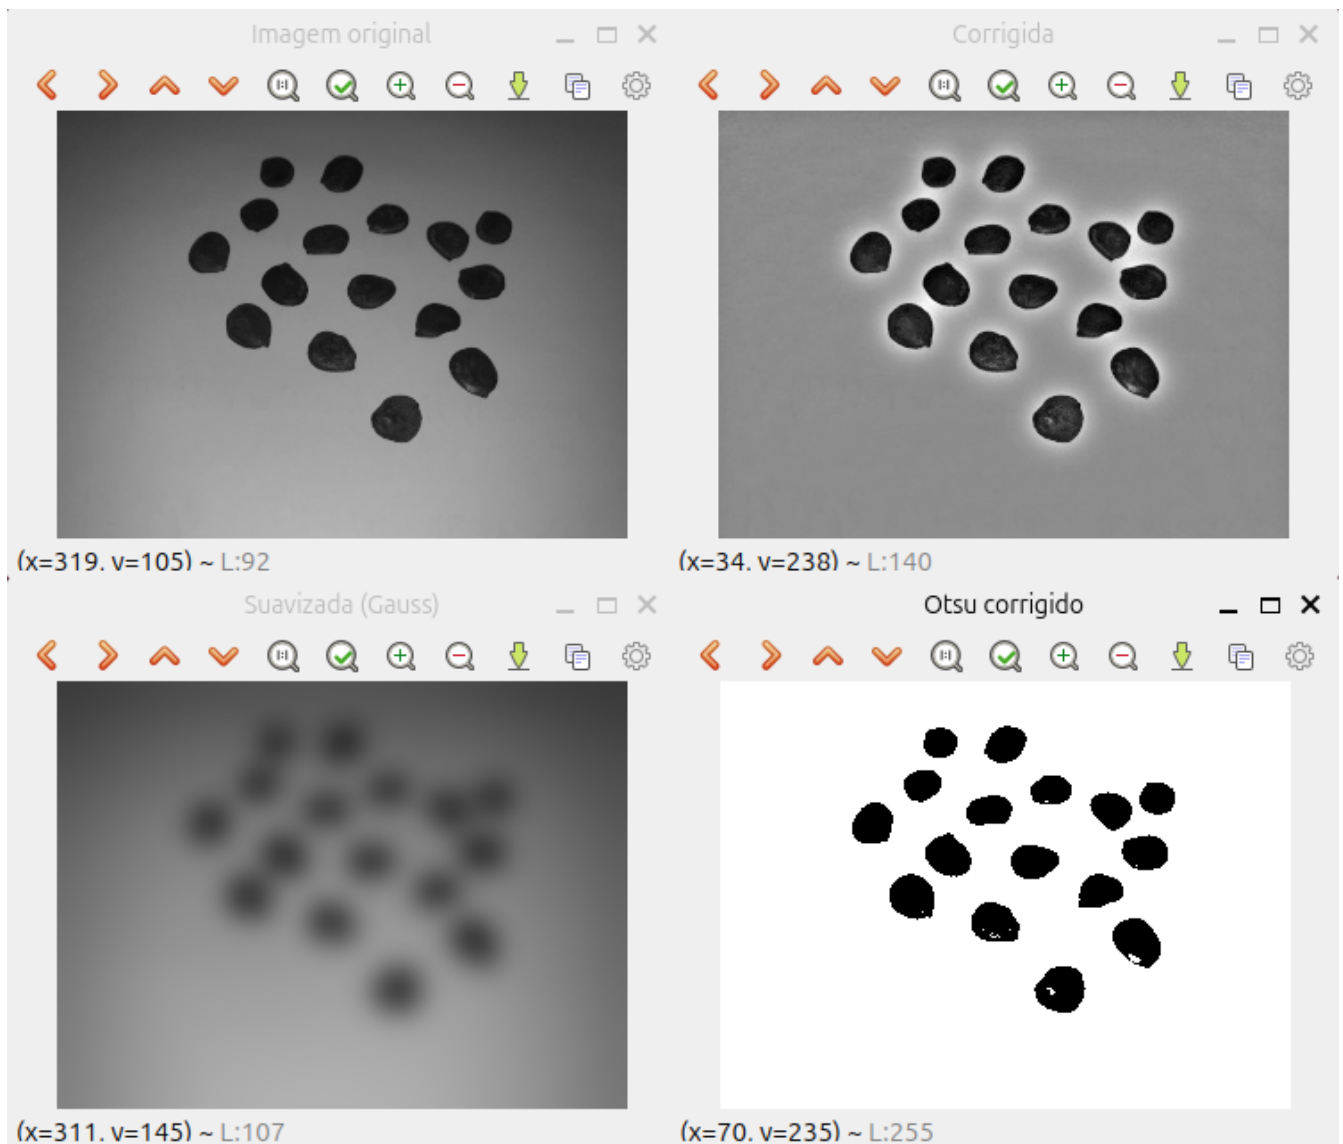 Imagem original
(x=319, y=105) ~ L:92
Corrigida
(x=34, y=238) ~ L:140
Suavizada (Gauss)
(x=311, y=145) ~ L:107
Otsu corrigido
(x=70, y=235) ~ L:255